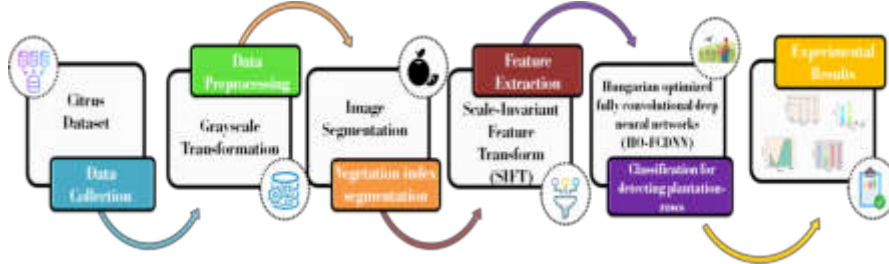 Citrus
Dataset
Data
Collection
Data
Preprocessing
Grayscale
Transformation
Image
Segmentation
Vegetation index
segmentation
Feature
Extraction
Scale-Invariant
Feature
Transform
(SIFT)
Hungarian optimized
fully convolutional deep
neural networks
(HO-FCDNN)
Classification for
detecting plantation-
rows
Experimental
Results